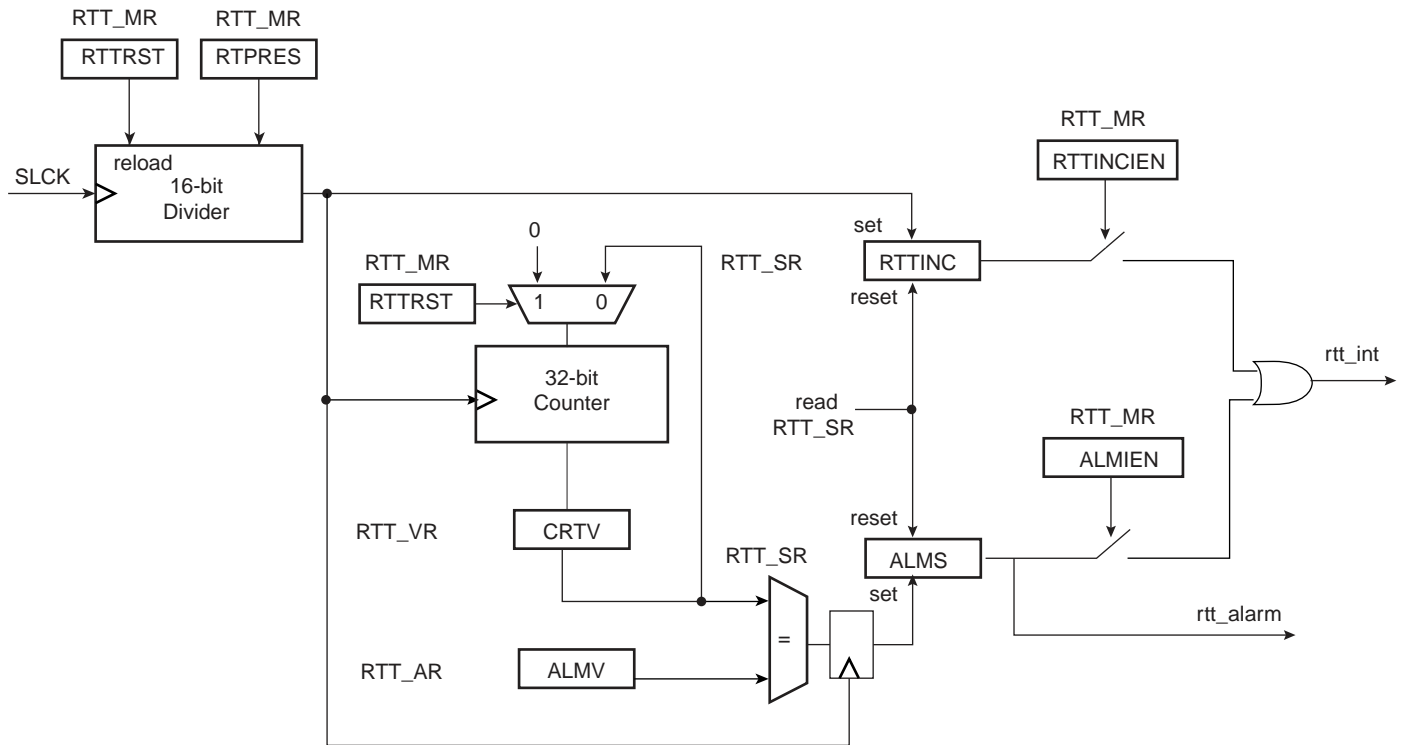 RTT_MR
RTT_MR
RTTRST
RTPRES
RTT_MR
reload
RTTINCIEN
SLCK
16-bit
Divider
set
0
RTT_MR
RTT_SR
RTTINC
RTTRST
1
0
reset
32-bit
Counter
rtt_int
read
RTT_SR
RTT_MR
ALMIEN
reset
RTT_VR
CRTV
RTT_SR
ALMS
set
rtt_alarm
=
RTT_AR
ALMV